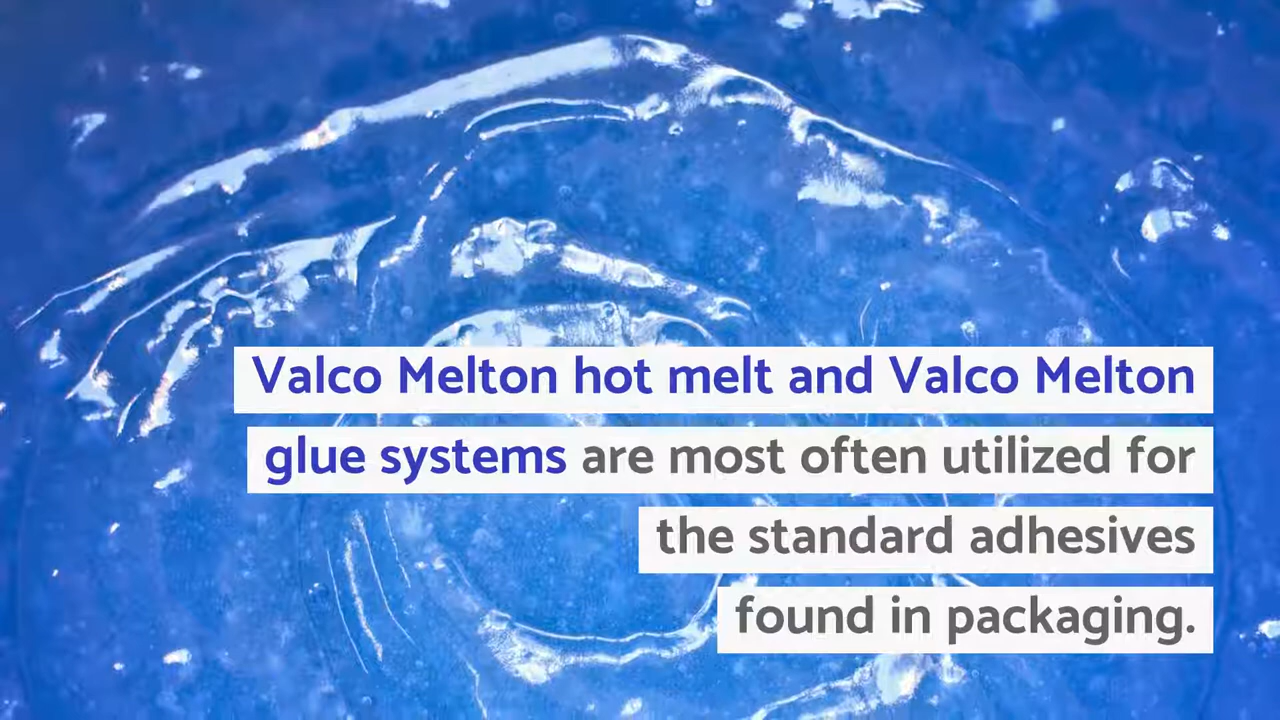 Valco Melton hot melt and Valco Melton
glue systems are most often utilized for
the standard adhesives
found in packaging.